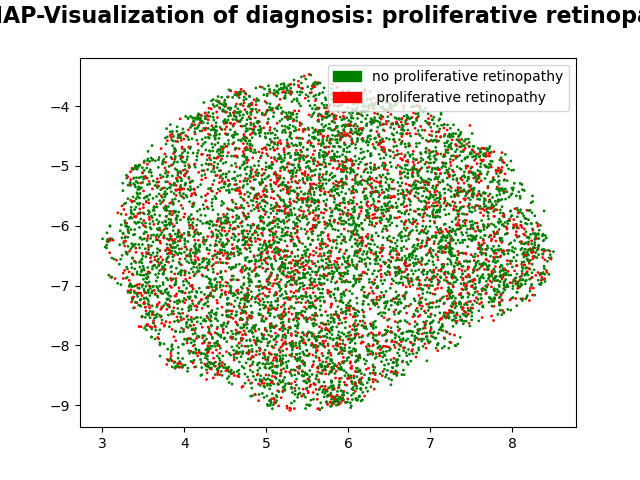 MAP-Visualization of diagnosis: proliferative retinopa
no proliferative retinopathy
proliferative retinopathy
−4
−5
−6
−7
−8
−9
3 4 5 6 7 8